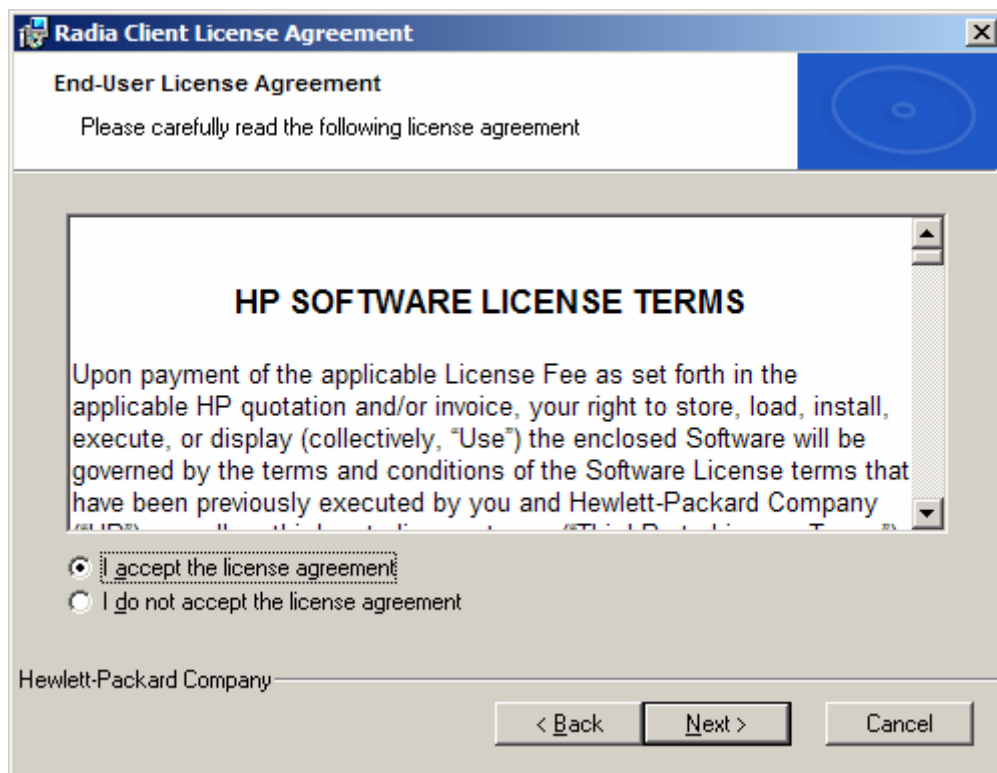 Radia Client License Agreement
End-User License Agreement
Please carefully read the following license agreement
HP SOFTWARE LICENSE TERMS
Upon payment of the applicable License Fee as set forth in the
applicable HP quotation and/or invoice, your right to store, load, install,
execute, or display (collectively, “Use”) the enclosed Software will be
governed by the terms and conditions of the Software License terms that
have been previously executed by you and Hewlett-Packard Company
I accept the license agreement
I do not accept the license agreement
Hewlett-Packard Company
< Back
Next >
Cancel